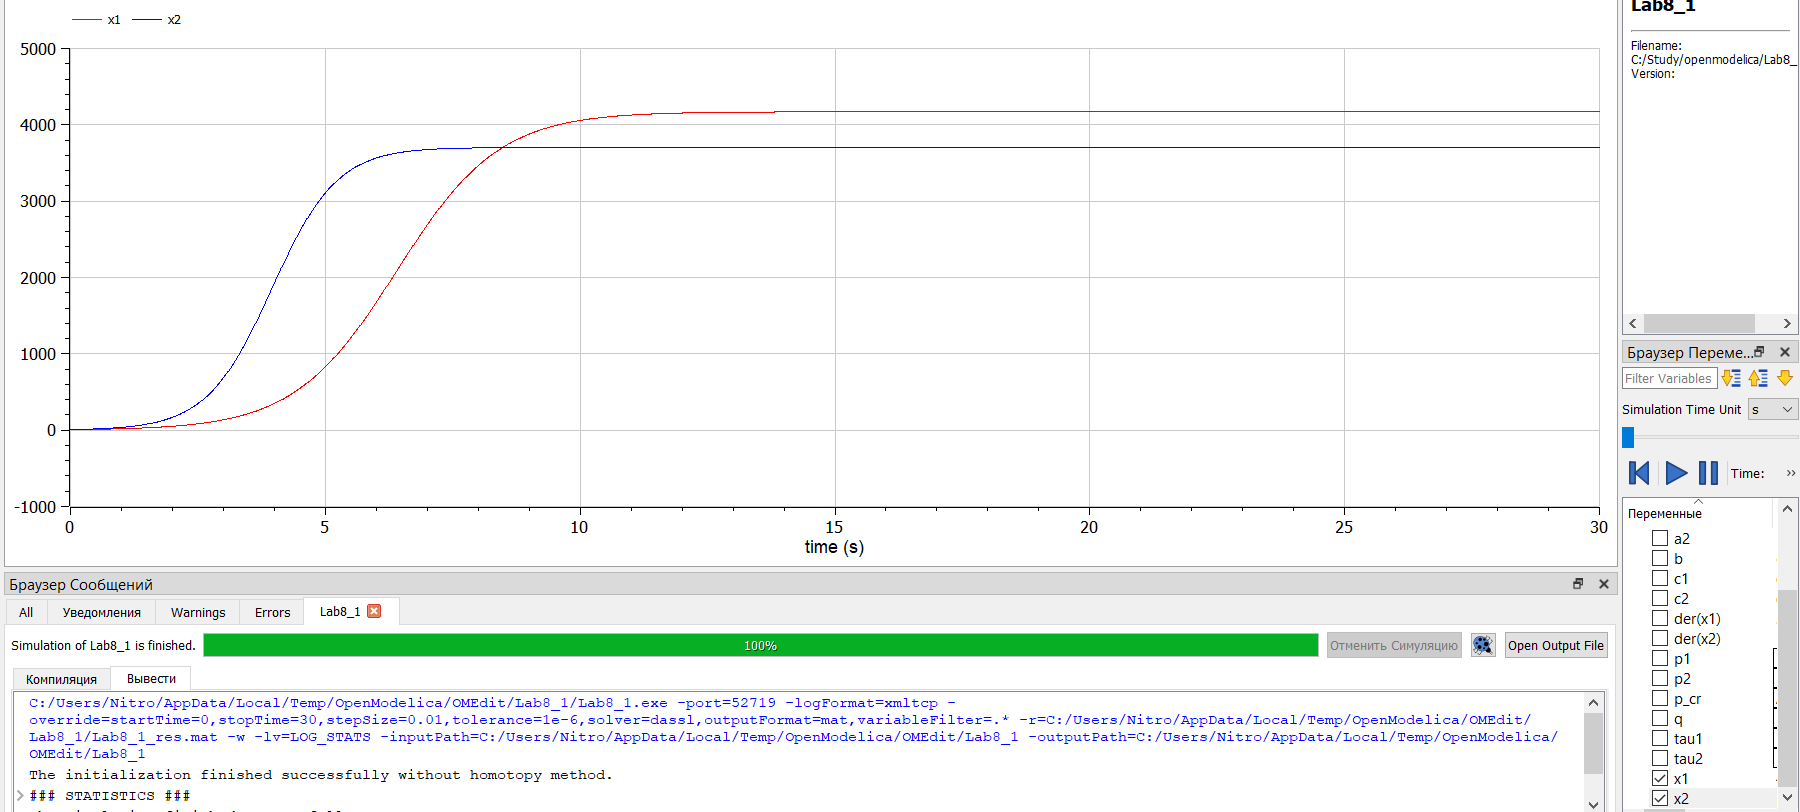 x1 x2
5000
4000
3000
2000
1000
0
-1000
0 5 10 15 20 25 30
time (s)
Lab8_1
Filename:
C:/Study/openmodelica/Lab8_
Version:
Браузер Переме...
Filter Variables
Simulation Time Unit s
Time: »
Переменные
a2
b
c1
c2
der(x1)
der(x2)
p1
p2
p_cr
q
tau1
tau2
x1
x2
Браузер Сообщений
All Уведомления Warnings Errors Lab8_1
Simulation of Lab8_1 is finished. 100% Отменить Симуляцию Open Output File
Компиляция Вывести
C:/Users/Nitro/AppData/Local/Temp/OpenModelica/OMEdit/Lab8_1/Lab8_1.exe -port=52719 -logFormat=xmltcp -
override=startTime=0,stopTime=30,stepSize=0.01,tolerance=1e-6,solver=dassl,outputFormat=mat,variableFilter=.* -r=C:/Users/Nitro/AppData/Local/Temp/OpenModelica/OMEdit/
Lab8_1/Lab8_1_res.mat -w -lv=LOG_STATS -inputPath=C:/Users/Nitro/AppData/Local/Temp/OpenModelica/OMEdit/Lab8_1 -outputPath=C:/Users/Nitro/AppData/Local/Temp/OpenModelica/
OMEdit/Lab8_1
The initialization finished successfully without homotopy method.
### STATISTICS ###